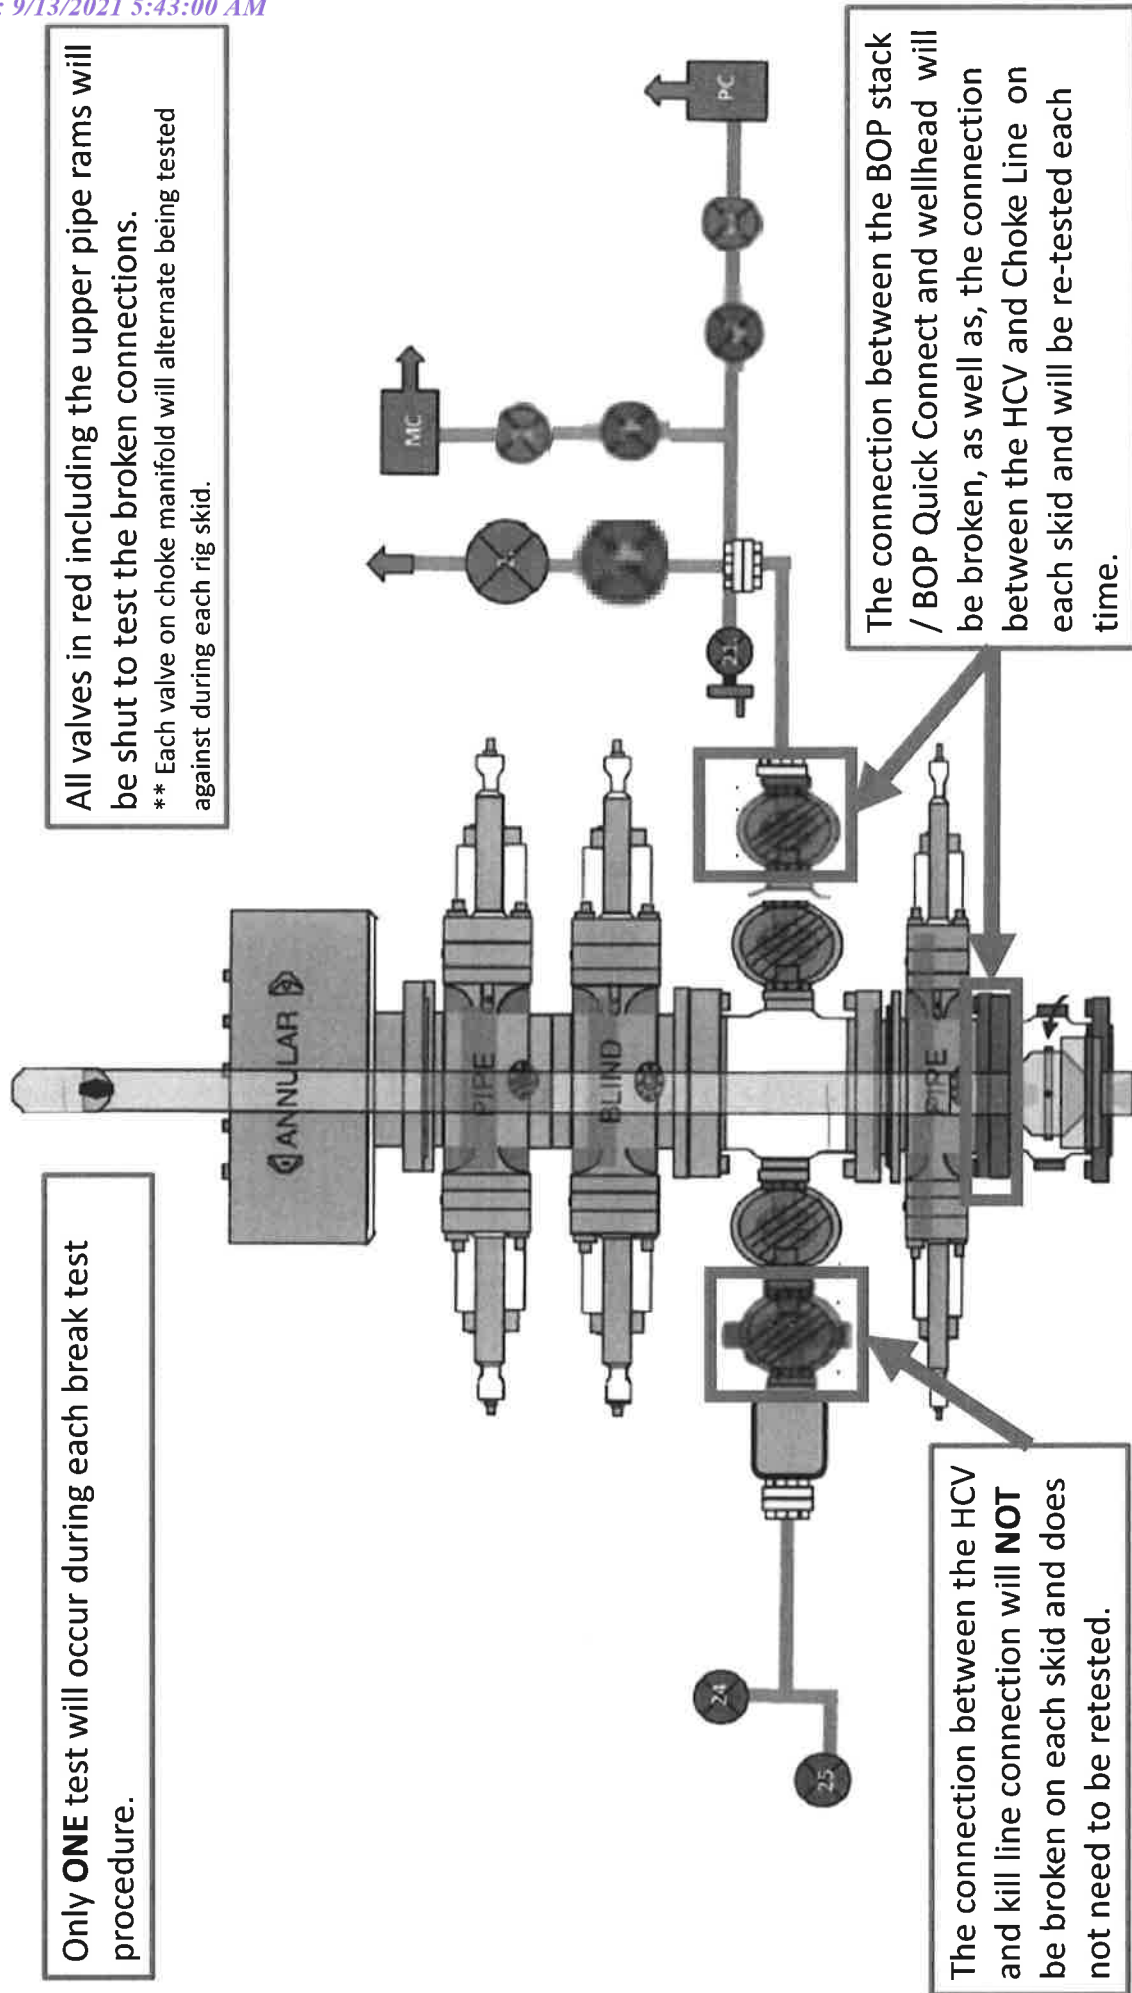 : 9/13/2021 5:43:00 AM
Only ONE test will occur during each break test
procedure.
All valves in red including the upper pipe rams will
be shut to test the broken connections.
** Each valve on choke manifold will alternate being tested
against during each rig skid.
ANNULAR
PIPE
BLIND
PIPE
MC
PC
24
25
The connection between the HCV
and kill line connection will NOT
be broken on each skid and does
not need to be retested.
The connection between the BOP stack
/ BOP Quick Connect and wellhead will
be broken, as well as, the connection
between the HCV and Choke Line on
each skid and will be re-tested each
time.